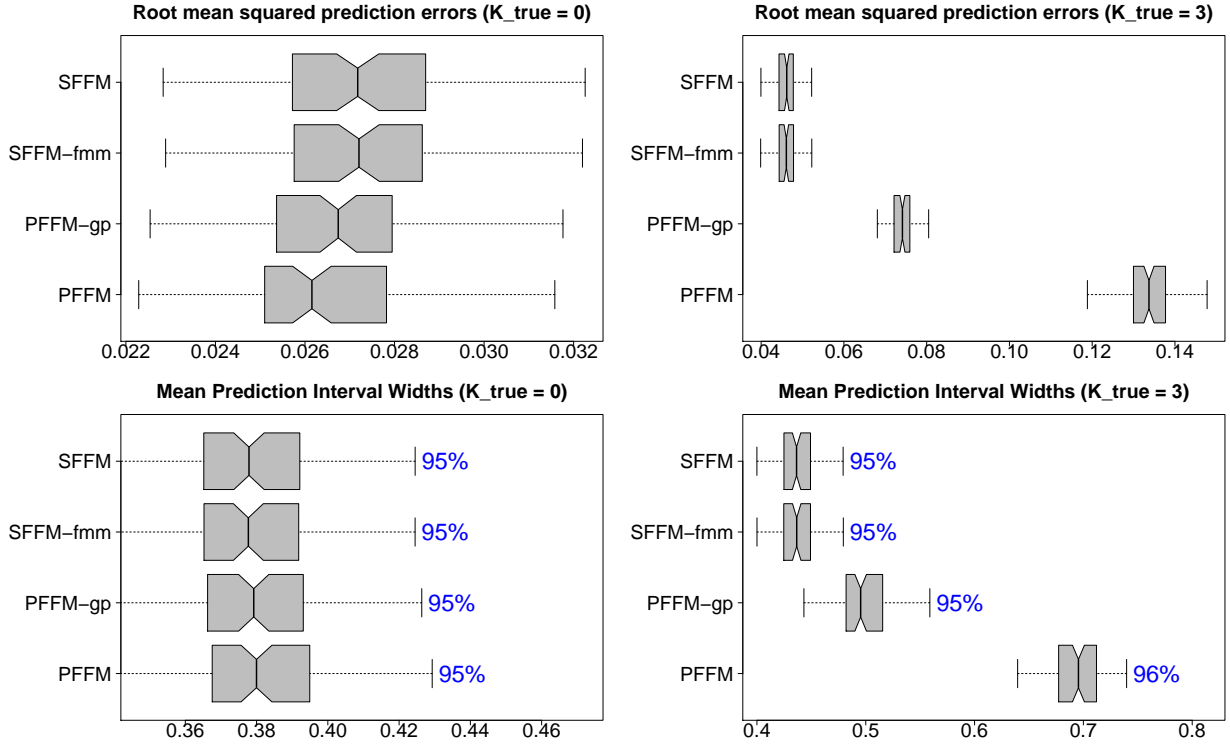 Root mean squared prediction errors (K_true = 0)
SFFM
SFFM-fmm
PFFM-gp
PFFM
0.022 0.024 0.026 0.028 0.030 0.032
Root mean squared prediction errors (K_true = 3)
SFFM
SFFM-fmm
PFFM-gp
PFFM
0.04 0.06 0.08 0.10 0.12 0.14
Mean Prediction Interval Widths (K_true = 0)
SFFM 95%
SFFM-fmm 95%
PFFM-gp 95%
PFFM 95%
0.36 0.38 0.40 0.42 0.44 0.46
Mean Prediction Interval Widths (K_true = 3)
SFFM 95%
SFFM-fmm 95%
PFFM-gp 95%
PFFM 96%
0.4 0.5 0.6 0.7 0.8